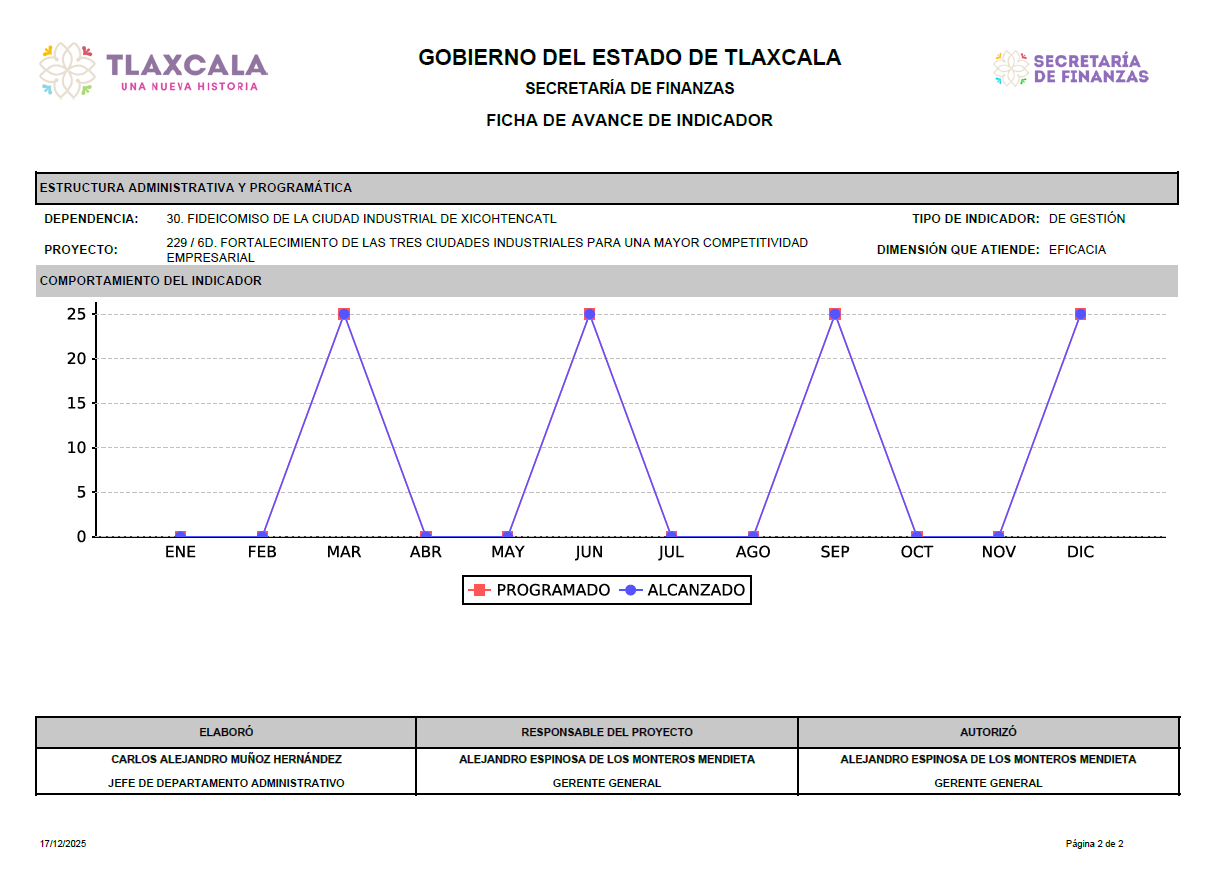 TLAXCALA
UNA NUEVA HISTORIA
GOBIERNO DEL ESTADO DE TLAXCALA
SECRETARÍA DE FINANZAS
FICHA DE AVANCE DE INDICADOR
SECRETARÍA
DE FINANZAS
ESTRUCTURA ADMINISTRATIVA Y PROGRAMÁTICA
DEPENDENCIA: 30. FIDEICOMISO DE LA CIUDAD INDUSTRIAL DE XICOHTENCATL TIPO DE INDICADOR: DE GESTIÓN
PROYECTO: 229 / 6D. FORTALECIMIENTO DE LAS TRES CIUDADES INDUSTRIALES PARA UNA MAYOR COMPETITIVIDAD
EMPRESARIAL
DIMENSIÓN QUE ATIENDE: EFICACIA
COMPORTAMIENTO DEL INDICADOR
25
20
15
10
5
0
ENE FEB MAR ABR MAY JUN JUL AGO SEP OCT NOV DIC
PROGRAMADO ALCANZADO
ELABORÓ RESPONSABLE DEL PROYECTO AUTORIZÓ
CARLOS ALEJANDRO MUÑOZ HERNÁNDEZ ALEJANDRO ESPINOSA DE LOS MONTEROS MENDIETA ALEJANDRO ESPINOSA DE LOS MONTEROS MENDIETA
JEFE DE DEPARTAMENTO ADMINISTRATIVO GERENTE GENERAL GERENTE GENERAL
17/12/2025 Página 2 de 2